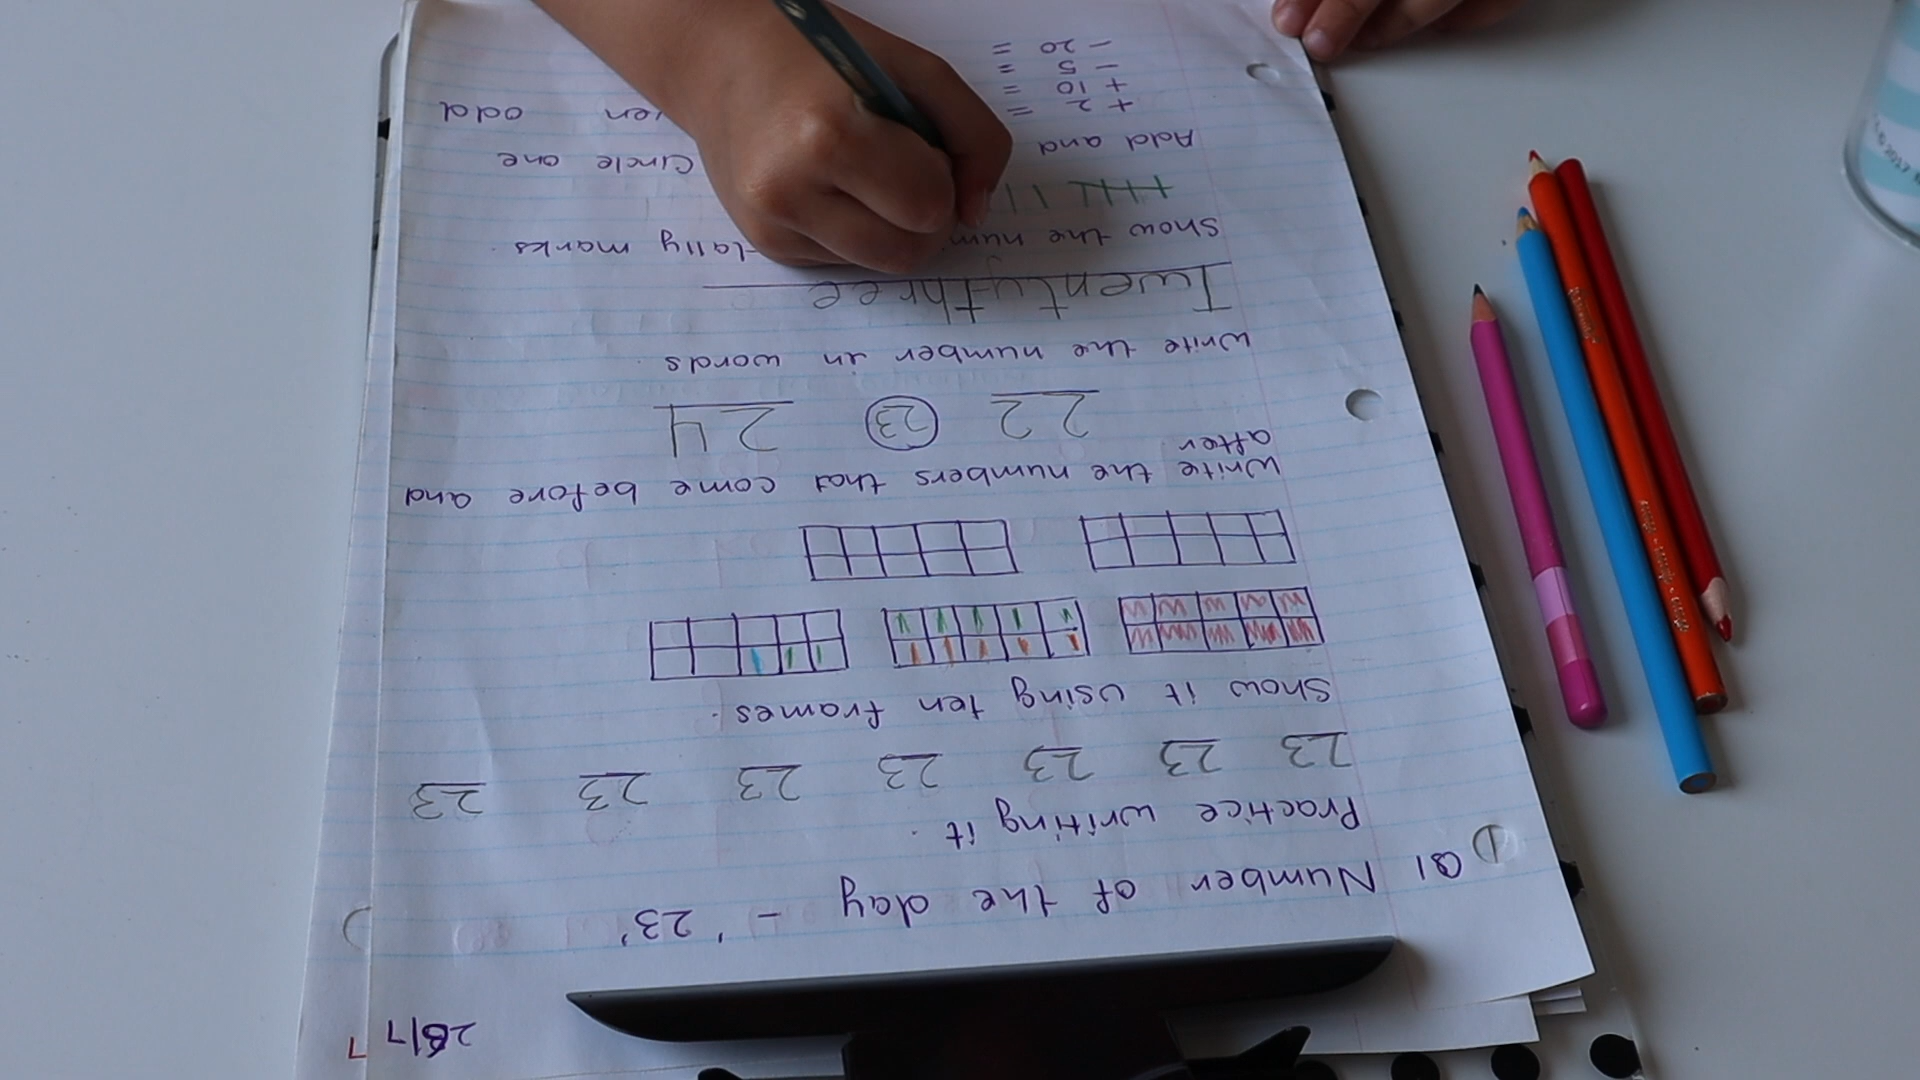 28/7
Q1 Number of the day - '23'
Practice writing it.
23 23 23 23 23 23 23
Show it using ten frames.
Write the numbers that come before and
after
22 23 24
Write the number in words.
Twenty-three
Show the num tally marks.
Add and Circle one
+ 2 = odd
+ 10 =
- 5 =
- 20 =